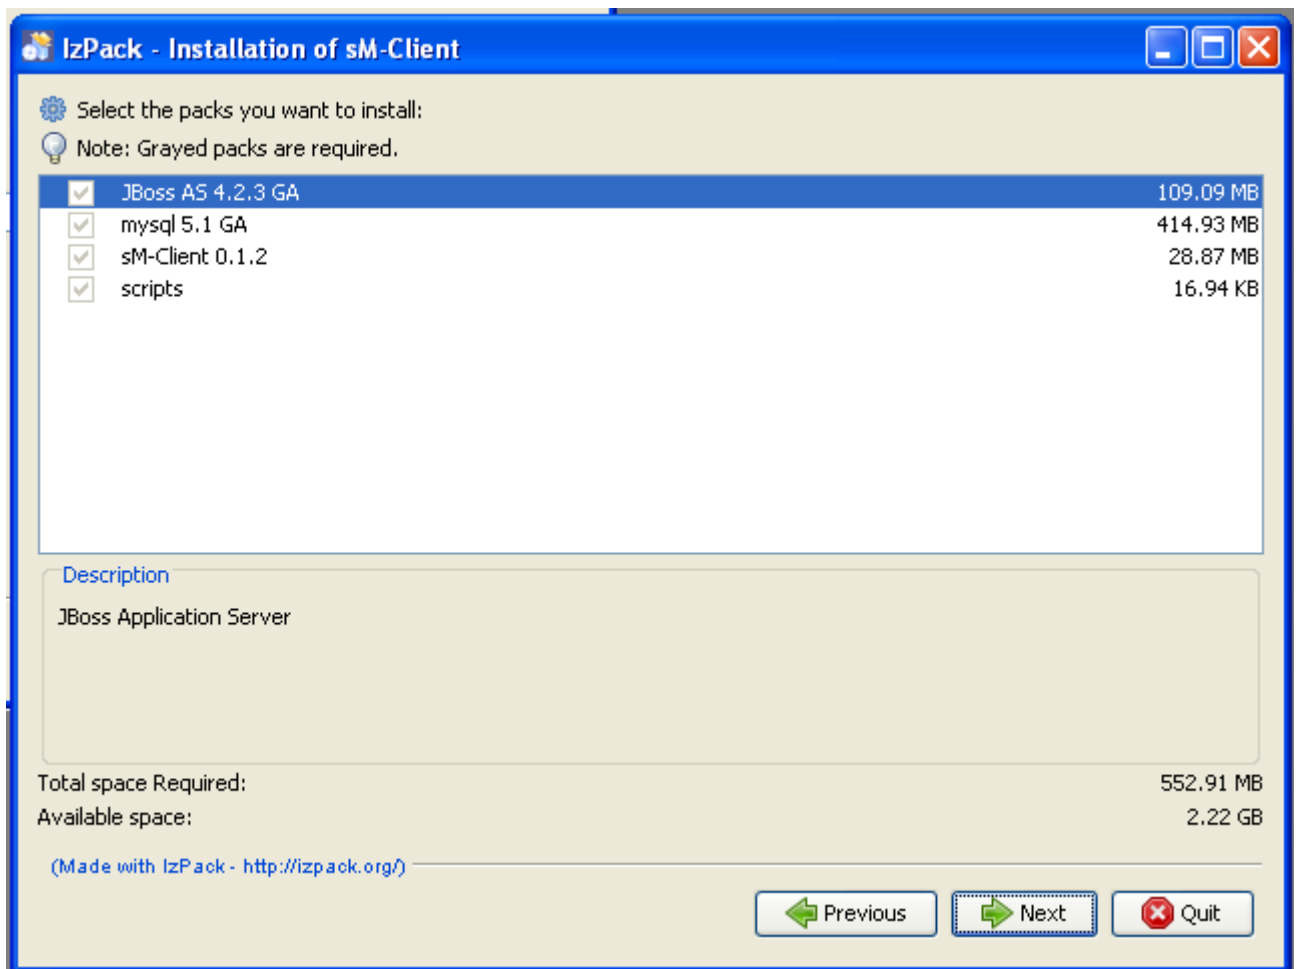 IzPack - Installation of sM-Client
Select the packs you want to install:
Note: Grayed packs are required.
JBoss AS 4.2.3 GA 109.09 MB
mysql 5.1 GA 414.93 MB
sM-Client 0.1.2 28.87 MB
scripts 16.94 KB
Description
JBoss Application Server
Total space Required: 552.91 MB
Available space: 2.22 GB
(Made with IzPack - http://izpack.org/)
Previous Next Quit